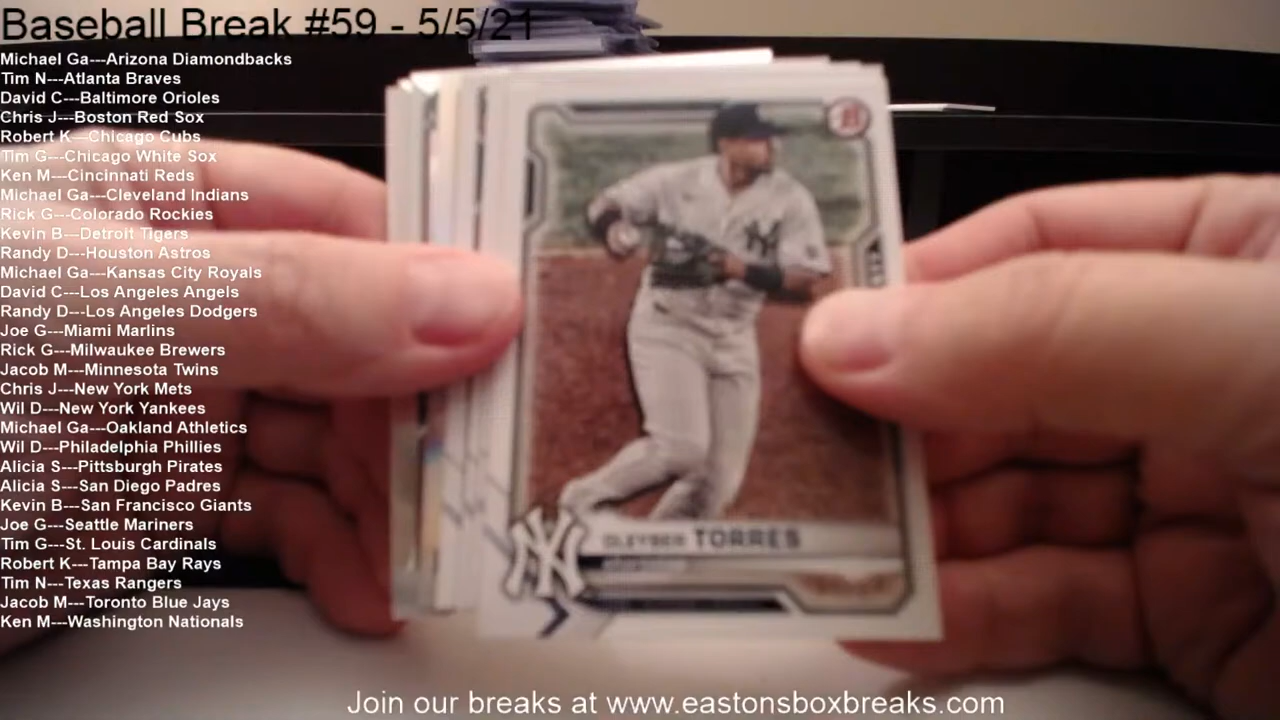 Baseball Break #59 - 5/5/21
Michael Ga---Arizona Diamondbacks
Tim N---Atlanta Braves
David C---Baltimore Orioles
Chris J---Boston Red Sox
Robert K---Chicago Cubs
Tim G---Chicago White Sox
Ken M---Cincinnati Reds
Michael Ga---Cleveland Indians
Rick G---Colorado Rockies
Kevin B---Detroit Tigers
Randy D---Houston Astros
Michael Ga---Kansas City Royals
David C---Los Angeles Angels
Randy D---Los Angeles Dodgers
Joe G---Miami Marlins
Rick G---Milwaukee Brewers
Jacob M---Minnesota Twins
Chris J---New York Mets
Wil D---New York Yankees
Michael Ga---Oakland Athletics
Wil D---Philadelphia Phillies
Alicia S---Pittsburgh Pirates
Alicia S---San Diego Padres
Kevin B---San Francisco Giants
Joe G---Seattle Mariners
Tim G---St. Louis Cardinals
Robert K---Tampa Bay Rays
Tim N---Texas Rangers
Jacob M---Toronto Blue Jays
Ken M---Washington Nationals
NY
B
GLEYBER TORRES
NY
Join our breaks at www.eastonsboxbreaks.com